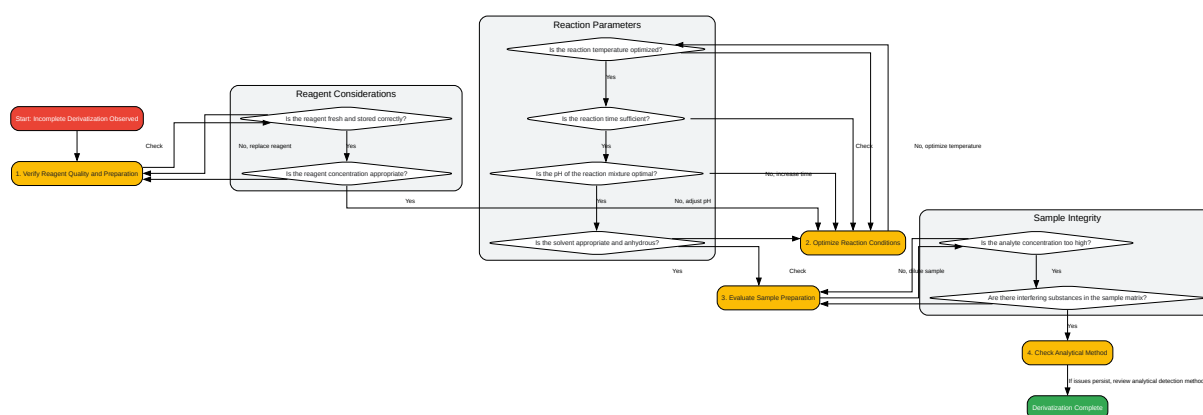 Reaction Parameters
Is the reaction temperature optimized?
Yes
Reagent Considerations
Start: Incomplete Derivatization Observed
Is the reagent fresh and stored correctly?
Is the reaction time sufficient?
Check
No, replace reagent
Yes
Yes
Check
No, optimize temperature
1. Verify Reagent Quality and Preparation
Is the reagent concentration appropriate?
Is the pH of the reaction mixture optimal?
No, increase time
Yes
Yes
No, adjust pH
Sample Integrity
Is the solvent appropriate and anhydrous?
2. Optimize Reaction Conditions
Is the analyte concentration too high?
Yes
Check
No, dilute sample
Yes
3. Evaluate Sample Preparation
Are there interfering substances in the sample matrix?
Yes
4. Check Analytical Method
If issues persist, review analytical detection method
Derivatization Complete